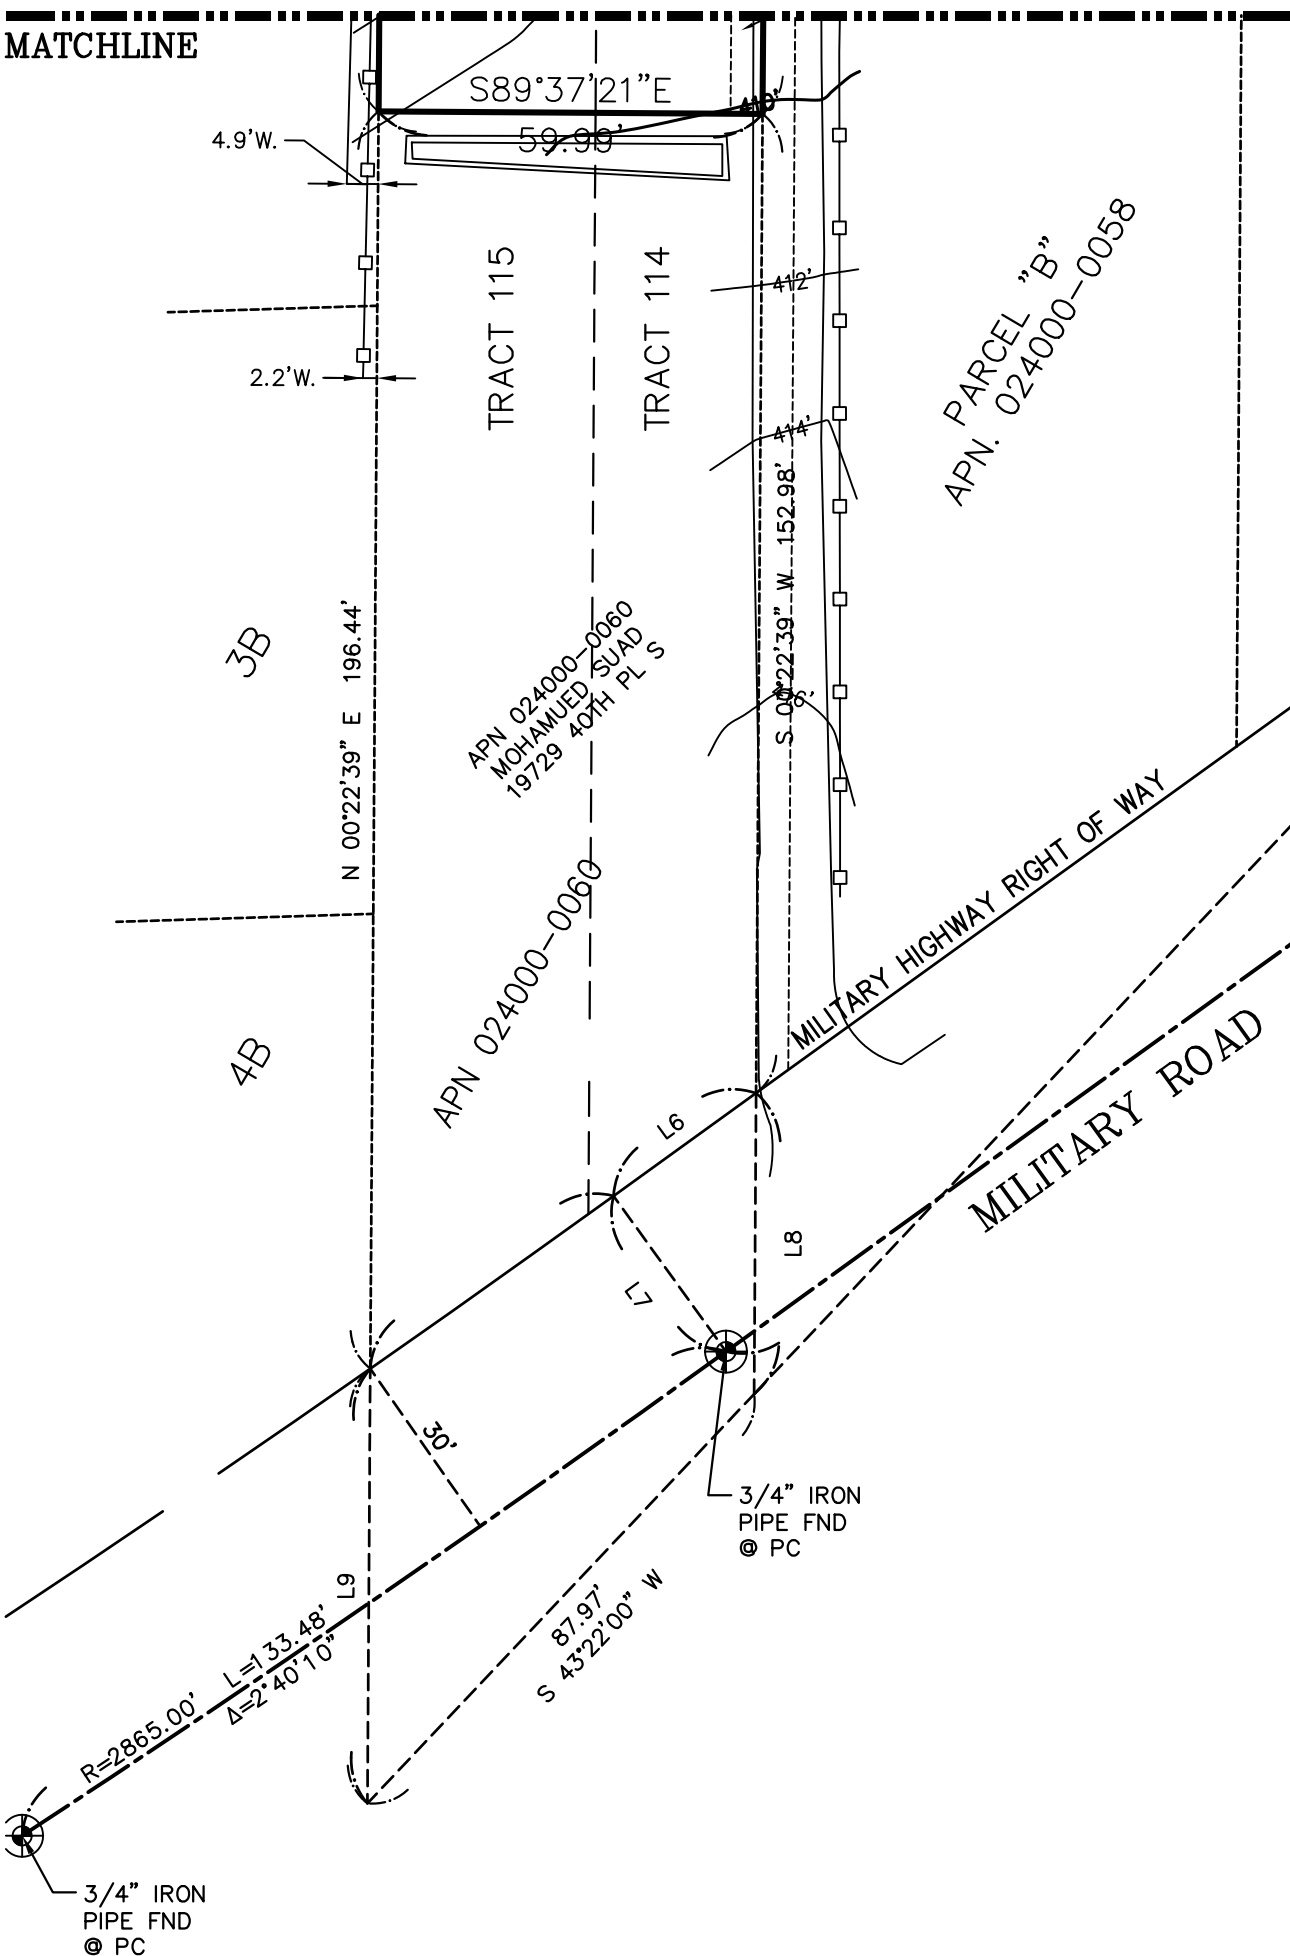 MATCHLINE
S89°37'21"E
410'
59.99'
4.9'W.
TRACT 115
TRACT 114
412'
PARCEL "B"
APN. 024000-0058
2.2'W.
414'
S 00°22'39" W 152.98'
3B
N 00°22'39" E 196.44'
APN 024000-0060
MOHAMUED SUAD
19729 40TH PL S
416'
MILITARY HIGHWAY RIGHT OF WAY
APN 024000-0060
4B
MILITARY ROAD
L6
L8
L7
30'
3/4" IRON
PIPE FND
@ PC
L9
87.97'
S 43°22'00" W
R=2865.00' L=133.48'
Δ=2°40'10"
3/4" IRON
PIPE FND
@ PC